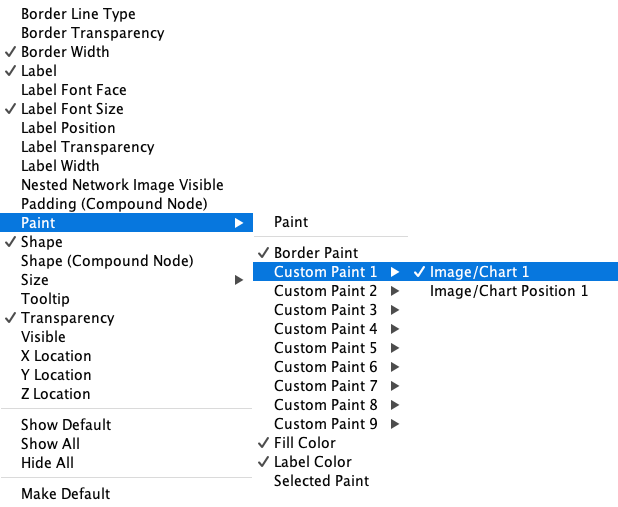 Border Line Type
Border Transparency
Border Width
Label
Label Font Face
Label Font Size
Label Position
Label Transparency
Label Width
Nested Network Image Visible
Padding (Compound Node)
Paint
Shape
Shape (Compound Node)
Size
Tooltip
Transparency
Visible
X Location
Y Location
Z Location
Show Default
Show All
Hide All
Make Default
Paint
Border Paint
Custom Paint 1
Custom Paint 2
Custom Paint 3
Custom Paint 4
Custom Paint 5
Custom Paint 6
Custom Paint 7
Custom Paint 8
Custom Paint 9
Fill Color
Label Color
Selected Paint
Image/Chart 1
Image/Chart Position 1